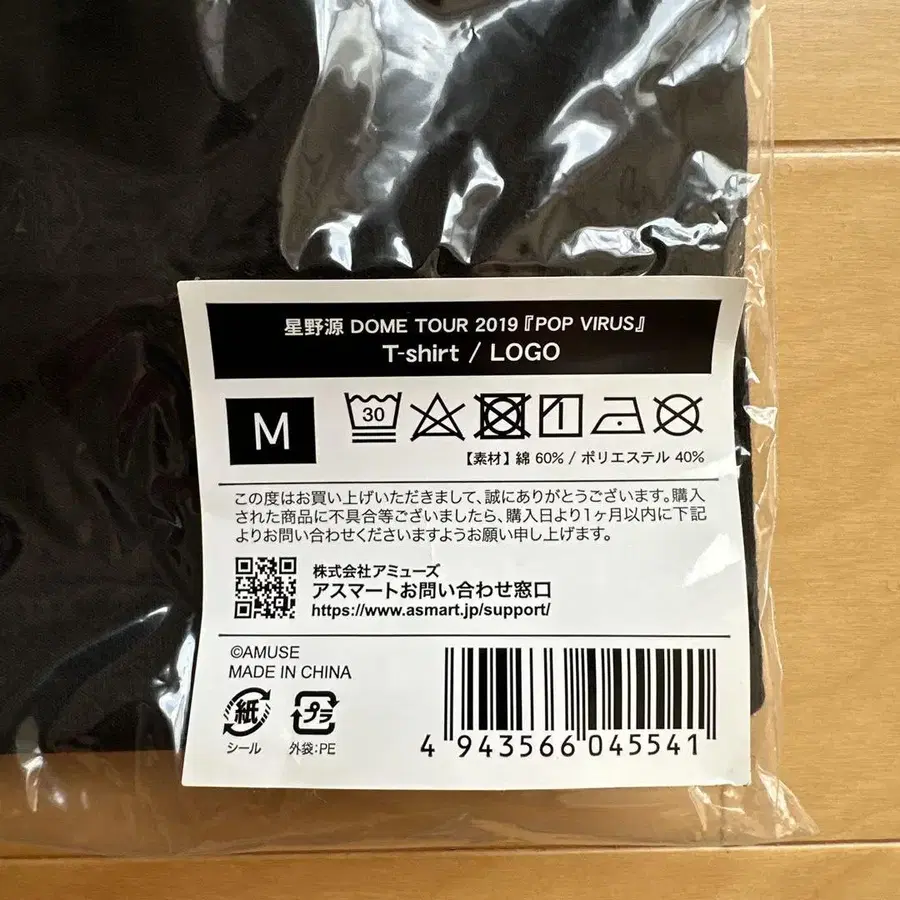 星野源 DOME TOUR 2019『POP VIRUS』
T-shirt / LOGO
M
30
【素材】綿 60% / ポリエステル 40%
この度はお買い上げいただきまして、誠にありがとうございます。購入
された商品に不具合等ございましたら、購入日より1ヶ月以内に下記
よりお問い合わせくださいますようお願い申し上げます。
株式会社アミューズ
アスマートお問い合わせ窓口
https://www.asmart.jp/support/
©AMUSE
MADE IN CHINA
紙
プラ
シール
外袋:PE
4 943566 045541